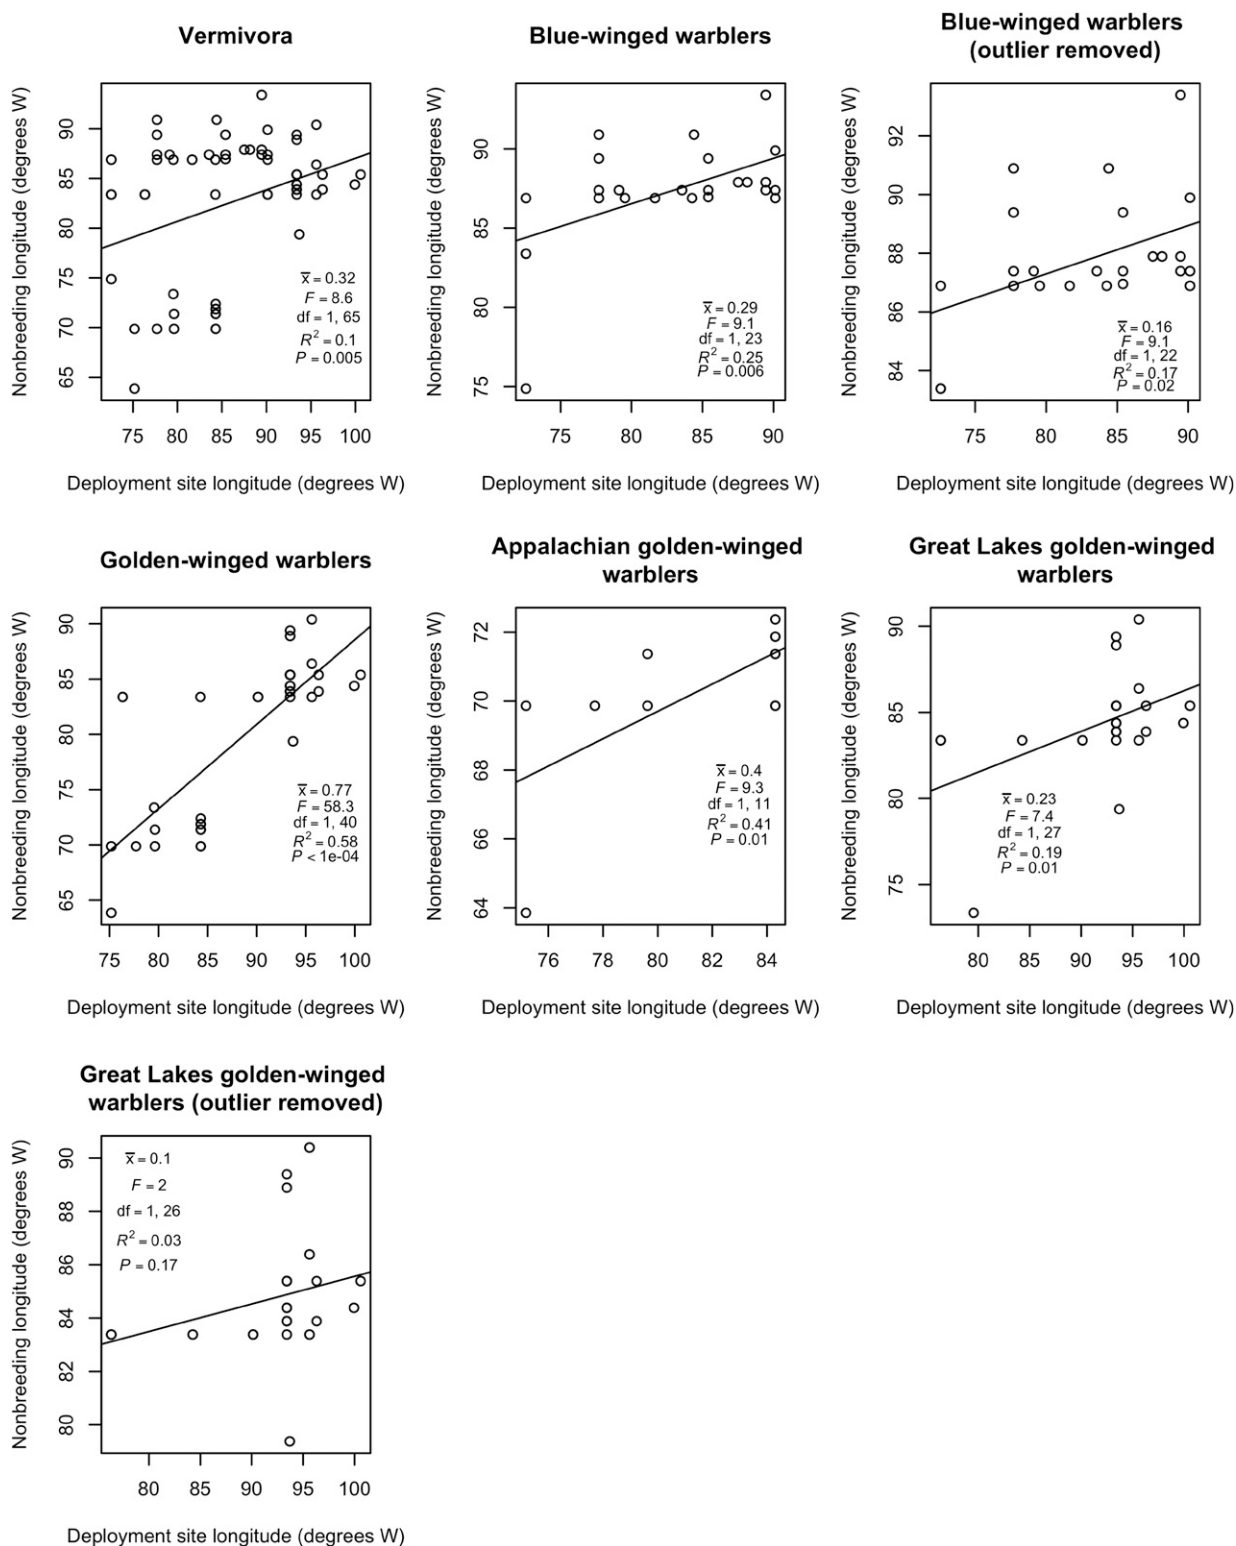 Vermivora
Nonbreeding longitude (degrees W)
90
85
80
75
70
65
x̄ = 0.32
F = 8.6
df = 1, 65
R² = 0.1
P = 0.005
75 80 85 90 95 100
Deployment site longitude (degrees W)
Blue-winged warblers
Nonbreeding longitude (degrees W)
90
85
80
75
x̄ = 0.29
F = 9.1
df = 1, 23
R² = 0.25
P = 0.006
75 80 85 90
Deployment site longitude (degrees W)
Blue-winged warblers
(outlier removed)
Nonbreeding longitude (degrees W)
92
90
88
86
84
x̄ = 0.16
F = 9.1
df = 1, 22
R² = 0.17
P = 0.02
75 80 85 90
Deployment site longitude (degrees W)
Golden-winged warblers
Nonbreeding longitude (degrees W)
90
85
80
75
70
65
x̄ = 0.77
F = 58.3
df = 1, 40
R² = 0.58
P < 1e-04
75 80 85 90 95 100
Deployment site longitude (degrees W)
Appalachian golden-winged
warblers
Nonbreeding longitude (degrees W)
72
70
68
66
64
x̄ = 0.4
F = 9.3
df = 1, 11
R² = 0.41
P = 0.01
76 78 80 82 84
Deployment site longitude (degrees W)
Great Lakes golden-winged
warblers
Nonbreeding longitude (degrees W)
90
85
80
75
x̄ = 0.23
F = 7.4
df = 1, 27
R² = 0.19
P = 0.01
80 85 90 95 100
Deployment site longitude (degrees W)
Great Lakes golden-winged
warblers (outlier removed)
Nonbreeding longitude (degrees W)
90
88
86
84
82
80
x̄ = 0.1
F = 2
df = 1, 26
R² = 0.03
P = 0.17
80 85 90 95 100
Deployment site longitude (degrees W)